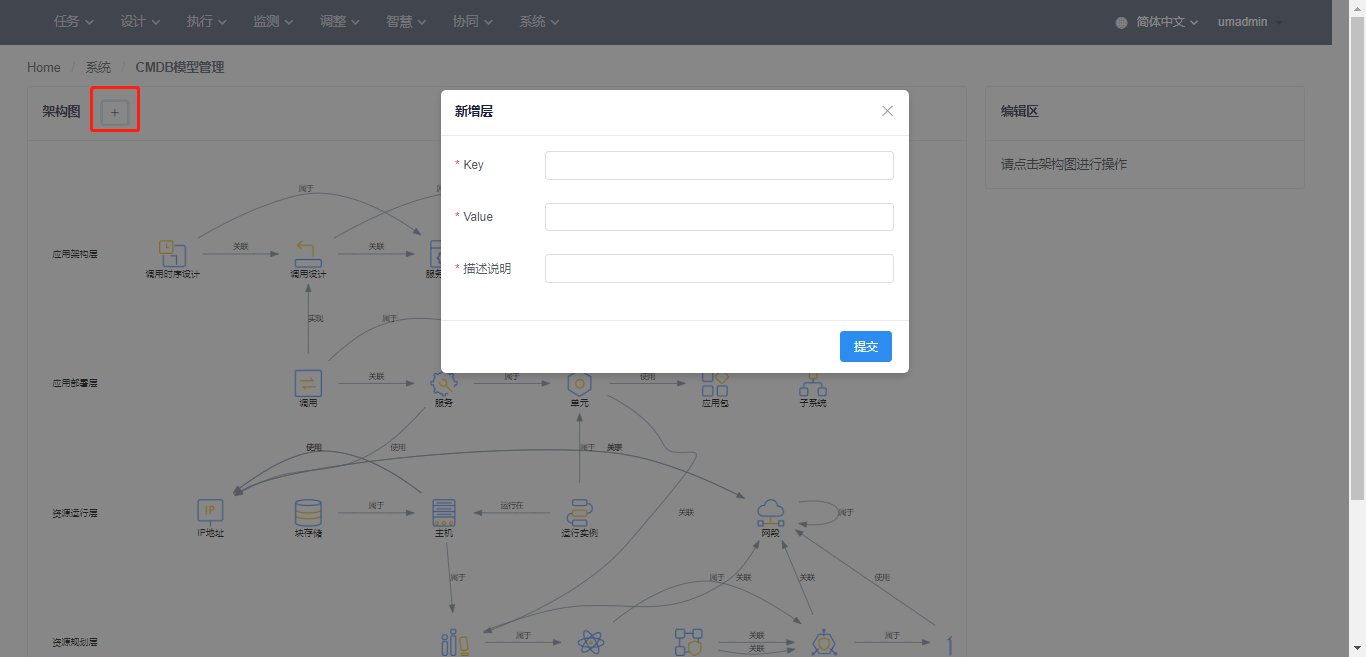 任务 设计 执行 监测 调整 智慧 协同 系统 简体中文 umadmin
Home / 系统 / CMDB模型管理
架构图 +
新增层
编辑区
* Key
请点击架构图进行操作
属于
* Value
关联 关联
应用架构层
调用时序设计 调用设计 服务
* 描述说明
实现 属于
提交
关联 属于 使用
应用部署层
调用 服务 单元 应用包 子系统
使用 使用 属于
属于 运行在 关联 属于
资源运行层
IP
IP地址 块存储 主机 运行实例 网段
属于 属于 关联 关联 使用
属于 关联 属于
资源规划层
关联